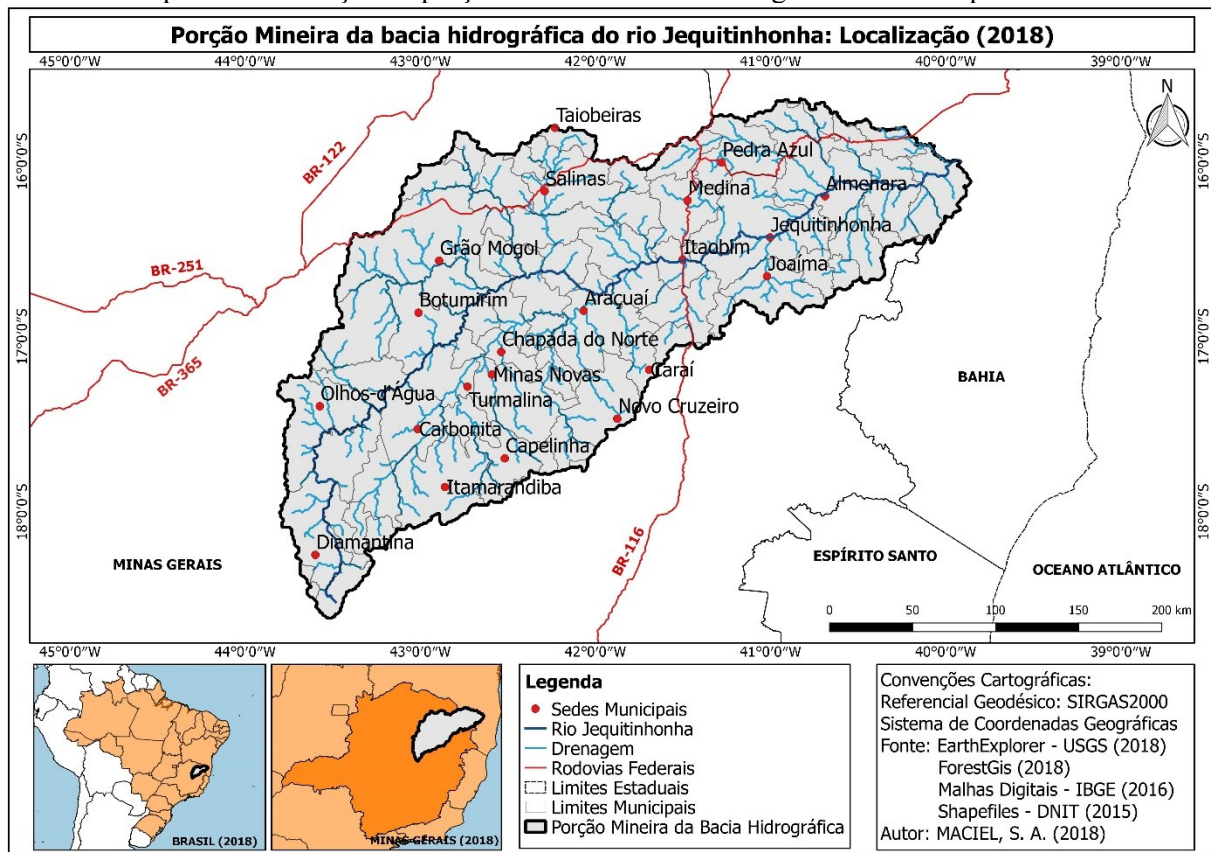 Porção Mineira da bacia hidrográfica do rio Jequitinhonha: Localização (2018)
45°0'0"W 44°0'0"W 43°0'0"W 42°0'0"W 41°0'0"W 40°0'0"W 39°0'0"W
N
Taiobeiras
16°0'0"S
BR-122
Pedra Azul
16°0'0"S
Salinas
Medina
Almenara
Jequitinhonha
Grão Mogol
Itaobim
BR-251
Joaíma
Botumirim
Araçuaí
17°0'0"S
Chapada do Norte
17°0'0"S
BR-365
Minas Novas
Caraí
BAHIA
Olhos-d'Água
Turmalina
Novo Cruzeiro
Carbonita
Capelinha
Itamarandiba
18°0'0"S
18°0'0"S
Diamantina
BR-116
MINAS GERAIS
ESPÍRITO SANTO
OCEANO ATLÂNTICO
0 50 100 150 200 km
45°0'0"W 44°0'0"W 43°0'0"W 42°0'0"W 41°0'0"W 40°0'0"W 39°0'0"W
BRASIL (2018)
MINAS GERAIS (2018)
Legenda
Sedes Municipais
Rio Jequitinhonha
Drenagem
Rodovias Federais
Limites Estaduais
Limites Municipais
Porção Mineira da Bacia Hidrográfica
Convenções Cartográficas:
Referencial Geodésico: SIRGAS2000
Sistema de Coordenadas Geográficas
Fonte: EarthExplorer - USGS (2018)
ForestGis (2018)
Malhas Digitais - IBGE (2016)
Shapefiles - DNIT (2015)
Autor: MACIEL, S. A. (2018)